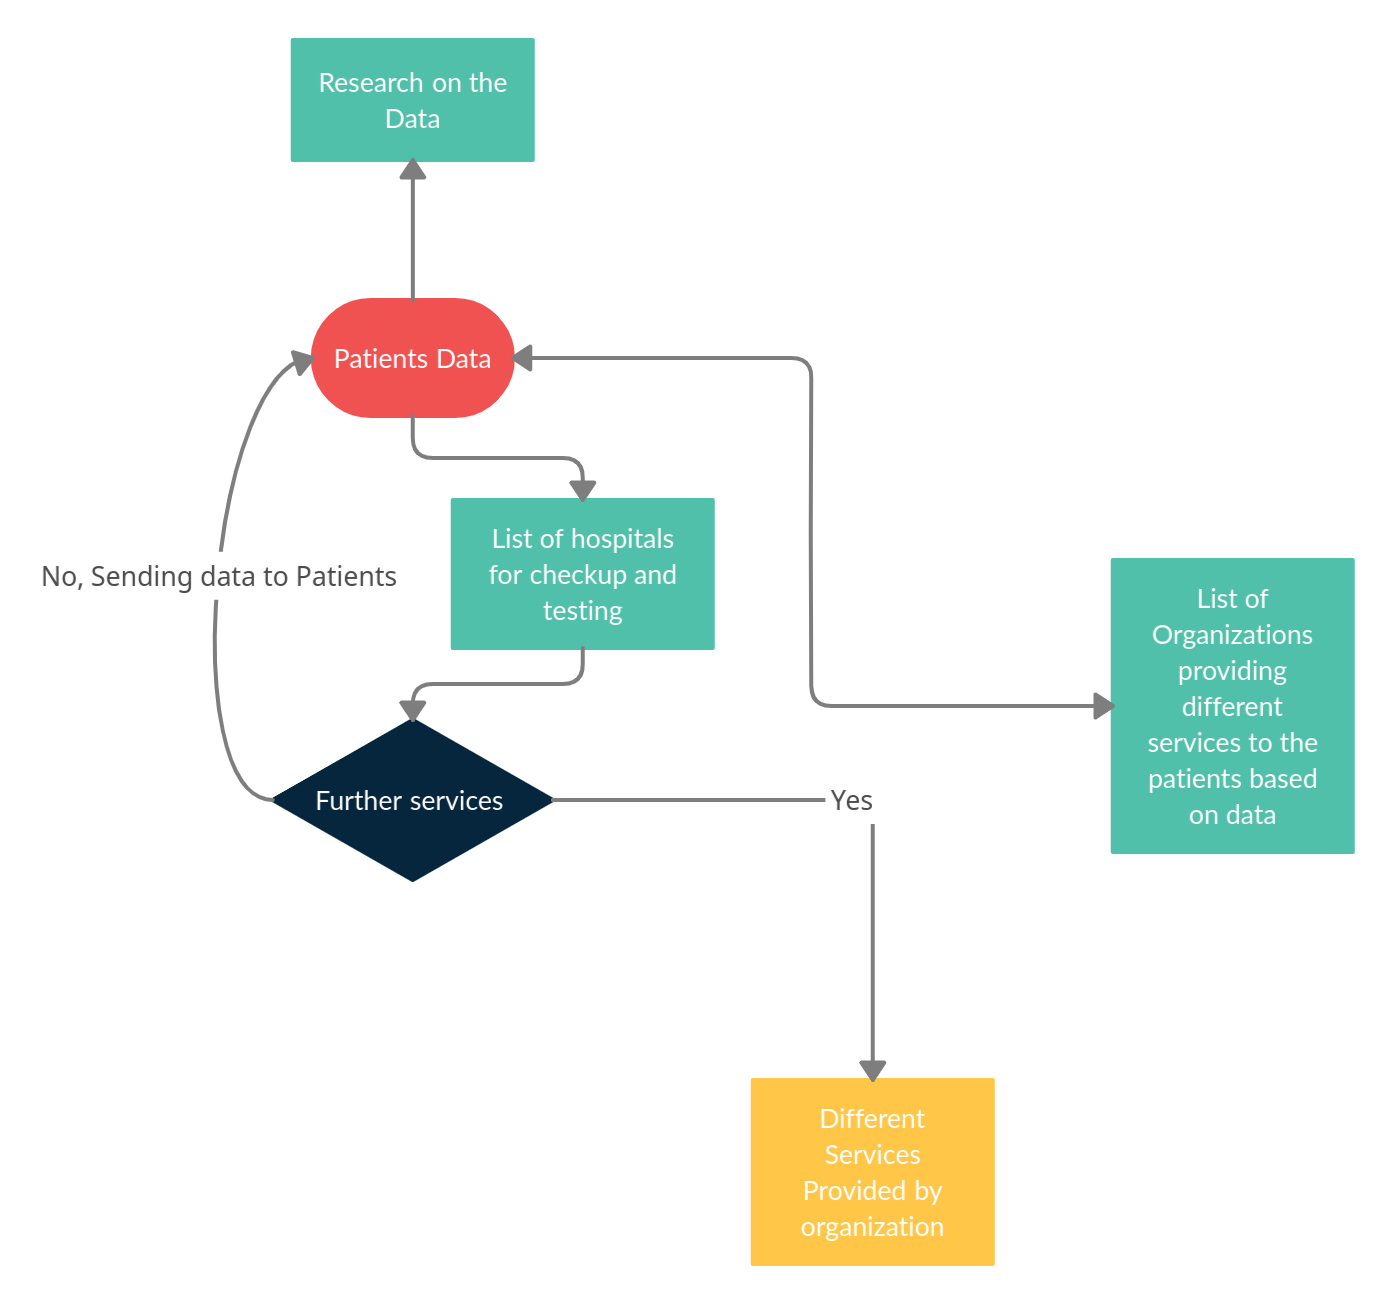 Research on the
Data
Patients Data
List of hospitals
for checkup and
testing
No, Sending data to Patients
List of
Organizations
providing
different
services to the
patients based
on data
Further services
Yes
Different
Services
Provided by
organization